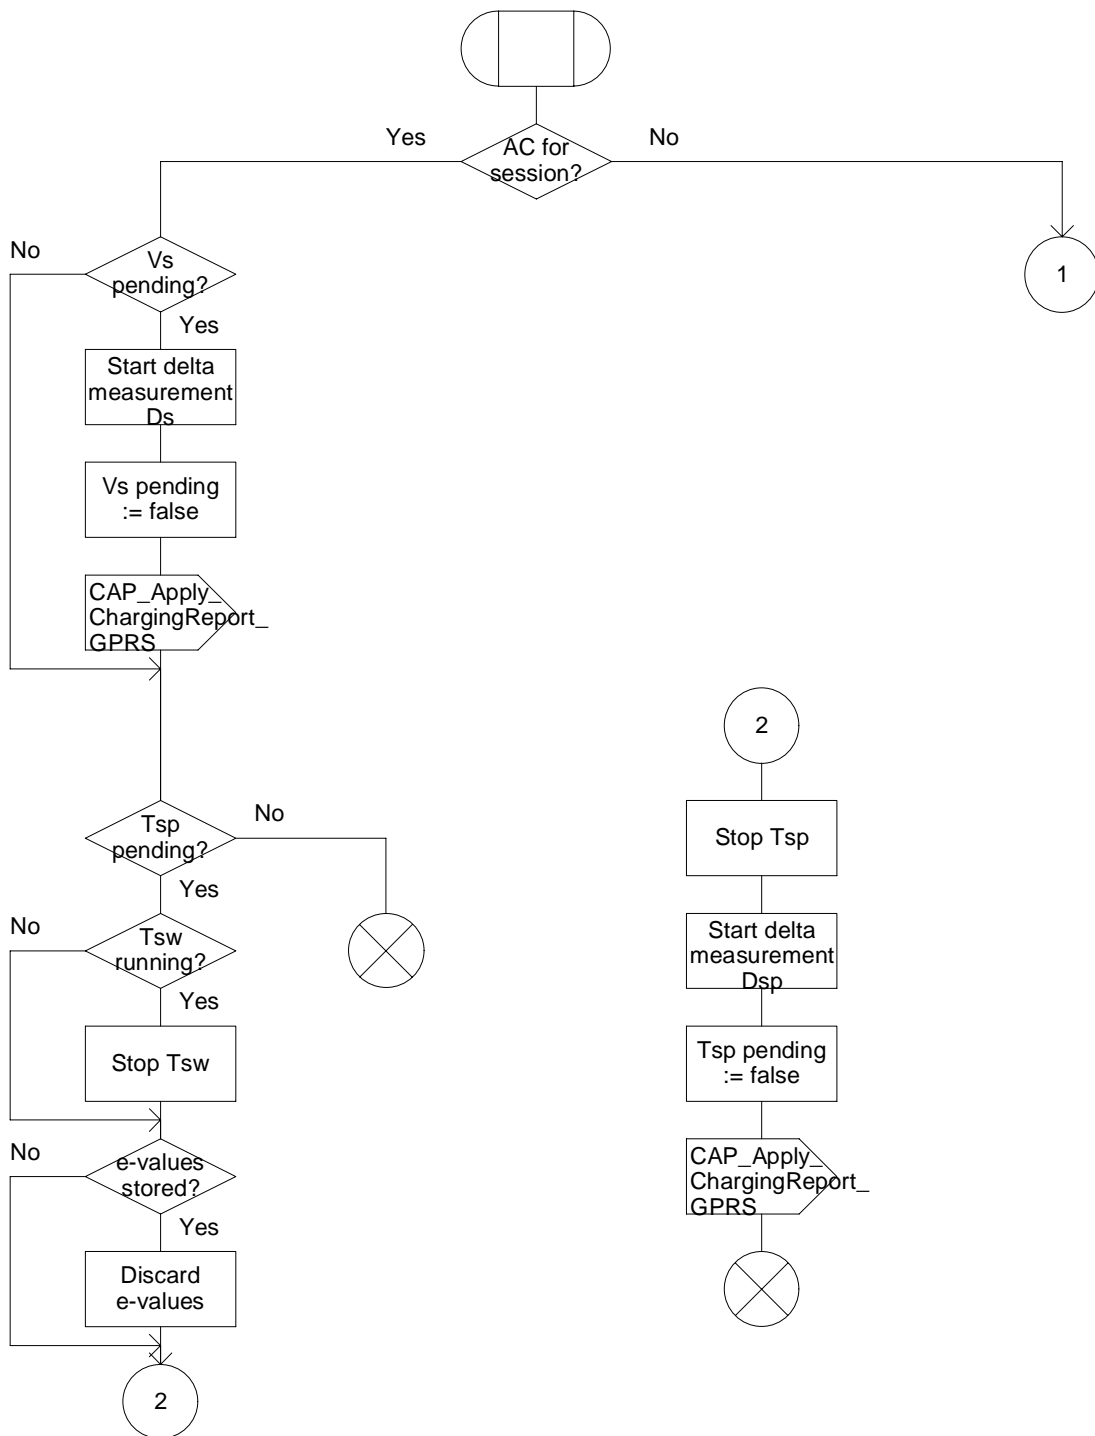 Yes
AC for
session?
No
No
Vs
pending?
1
Yes
Start delta
measurement
Ds
Vs pending
:= false
CAP_Apply_
ChargingReport_
GPRS
Tsp
pending?
No
Yes
No
Tsw
running?
Yes
Stop Tsw
No
e-values
stored?
Yes
Discard
e-values
2
2
Stop Tsp
Start delta
measurement
Dsp
Tsp pending
:= false
CAP_Apply_
ChargingReport_
GPRS